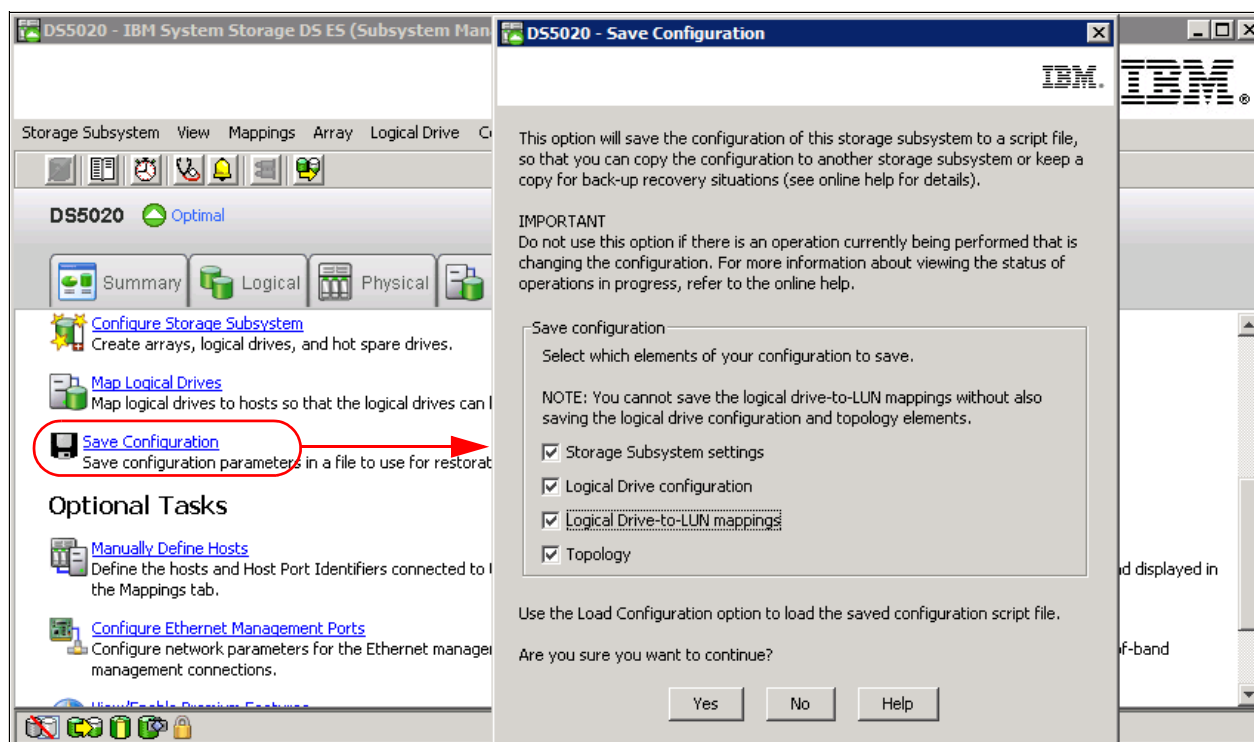 DS5020 - IBM System Storage DS ES (Subsystem Man
IBM
Storage Subsystem View Mappings Array Logical Drive
DS5020 Optimal
Summary Logical Physical
Configure Storage Subsystem
Create arrays, logical drives, and hot spare drives.
Map Logical Drives
Map logical drives to hosts so that the logical drives can
Save Configuration
Save configuration parameters in a file to use for restorat
Optional Tasks
Manually Define Hosts
Define the hosts and Host Port Identifiers connected to
d displayed in
the Mappings tab.
Configure Ethernet Management Ports
Configure network parameters for the Ethernet manage
of-band
management connections.
View/Enable Premium Features
DS5020 - Save Configuration
IBM.
This option will save the configuration of this storage subsystem to a script file,
so that you can copy the configuration to another storage subsystem or keep a
copy for back-up recovery situations (see online help for details).
IMPORTANT
Do not use this option if there is an operation currently being performed that is
changing the configuration. For more information about viewing the status of
operations in progress, refer to the online help.
Save configuration
Select which elements of your configuration to save.
NOTE: You cannot save the logical drive-to-LUN mappings without also
saving the logical drive configuration and topology elements.
Storage Subsystem settings
Logical Drive configuration
Logical Drive-to-LUN mappings
Topology
Use the Load Configuration option to load the saved configuration script file.
Are you sure you want to continue?
Yes No Help